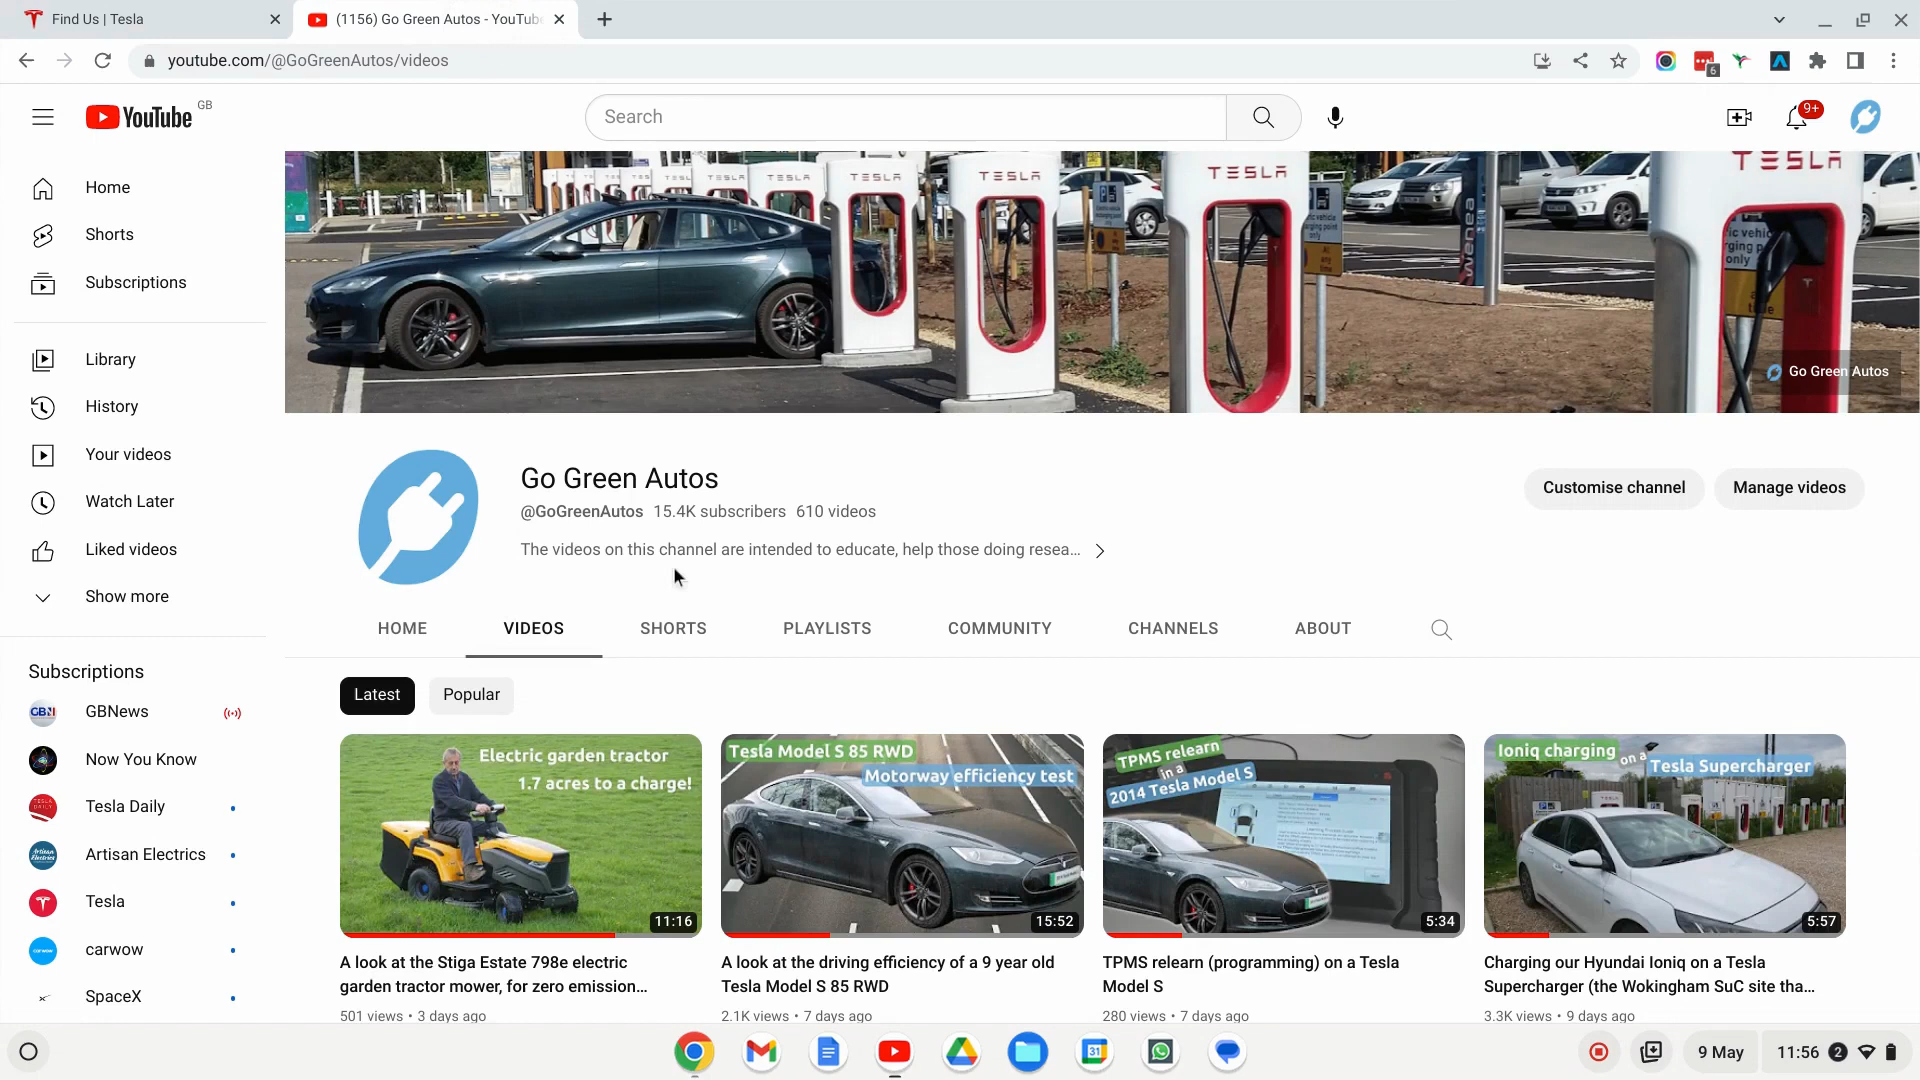 Find Us | Tesla
(1156) Go Green Autos - YouTube
youtube.com/@GoGreenAutos/videos
6
YouTube GB
Search
9+
Home
Shorts
Subscriptions
Library
History
Your videos
Watch Later
Liked videos
Show more
Subscriptions
GBN GBNews
Now You Know
TESLA DAILY Tesla Daily
Artisan Electrics Artisan Electrics
Tesla
carwow carwow
SpaceX
TESLA
TESLA
TESLA
TESLA
Go Green Autos
Go Green Autos
@GoGreenAutos 15.4K subscribers 610 videos
The videos on this channel are intended to educate, help those doing resea...
Customise channel
Manage videos
HOME
VIDEOS
SHORTS
PLAYLISTS
COMMUNITY
CHANNELS
ABOUT
Latest
Popular
Electric garden tractor
1.7 acres to a charge!
11:16
A look at the Stiga Estate 798e electric
garden tractor mower, for zero emission...
501 views • 3 days ago
Tesla Model S 85 RWD
Motorway efficiency test
15:52
A look at the driving efficiency of a 9 year old
Tesla Model S 85 RWD
2.1K views • 7 days ago
TPMS relearn
in a
2014 Tesla Model S
5:34
TPMS relearn (programming) on a Tesla
Model S
280 views • 7 days ago
Ioniq charging
on a
Tesla Supercharger
5:57
Charging our Hyundai Ioniq on a Tesla
Supercharger (the Wokingham SuC site tha...
3.3K views • 9 days ago
31
9 May
11:56
2